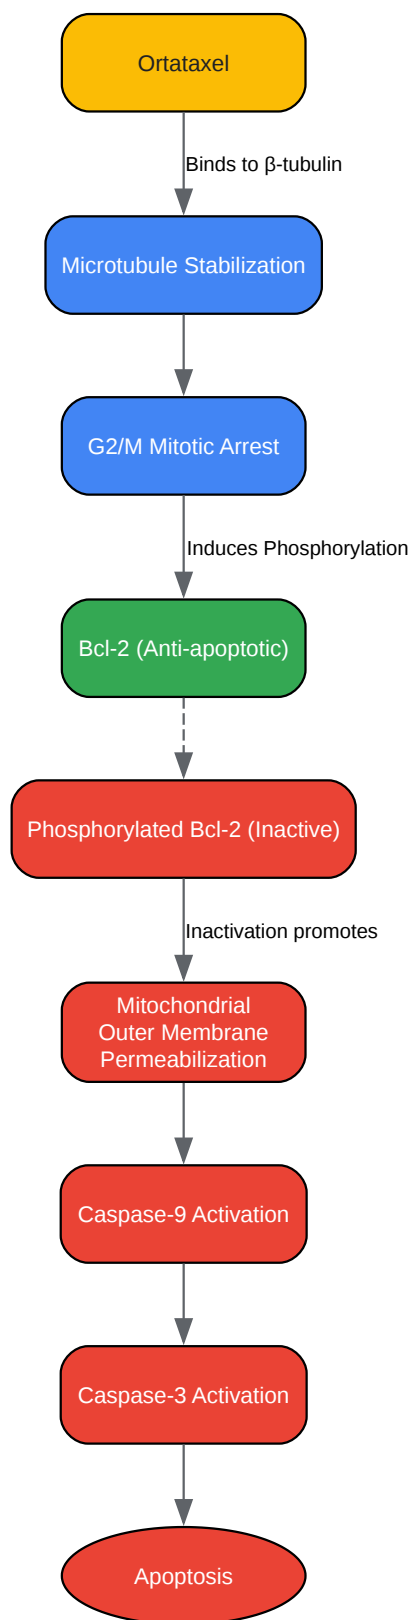 Ortataxel
Binds to β-tubulin
Microtubule Stabilization
G2/M Mitotic Arrest
Induces Phosphorylation
Bcl-2 (Anti-apoptotic)
Phosphorylated Bcl-2 (Inactive)
Inactivation promotes
Mitochondrial
Outer Membrane
Permeabilization
Caspase-9 Activation
Caspase-3 Activation
Apoptosis